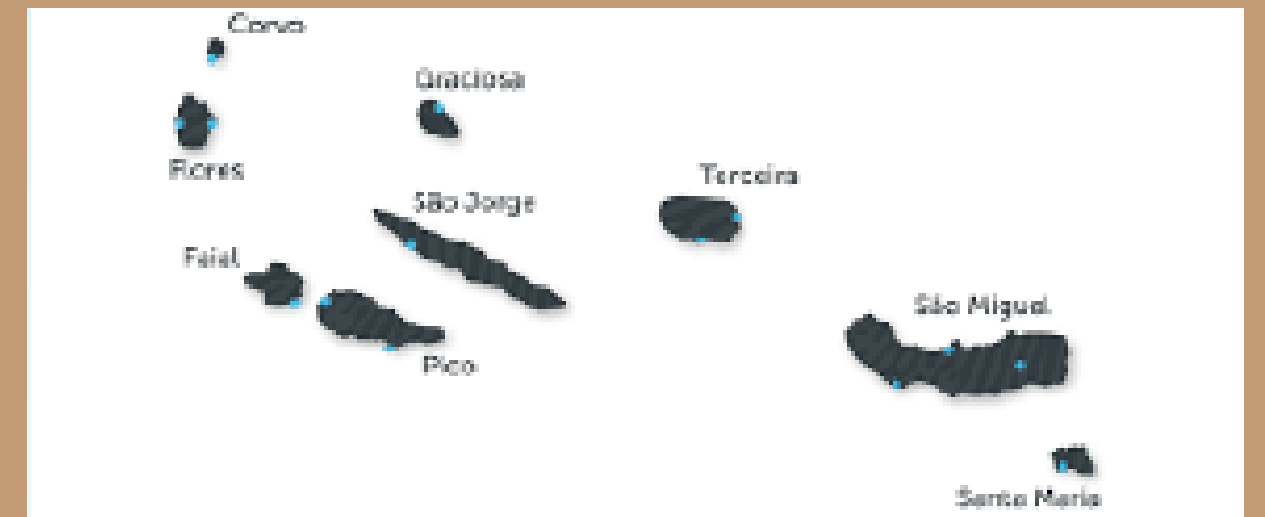 Corvo
Graciosa
Flores
Terceira
São Jorge
Faial
São Miguel
Pico
Santa Maria